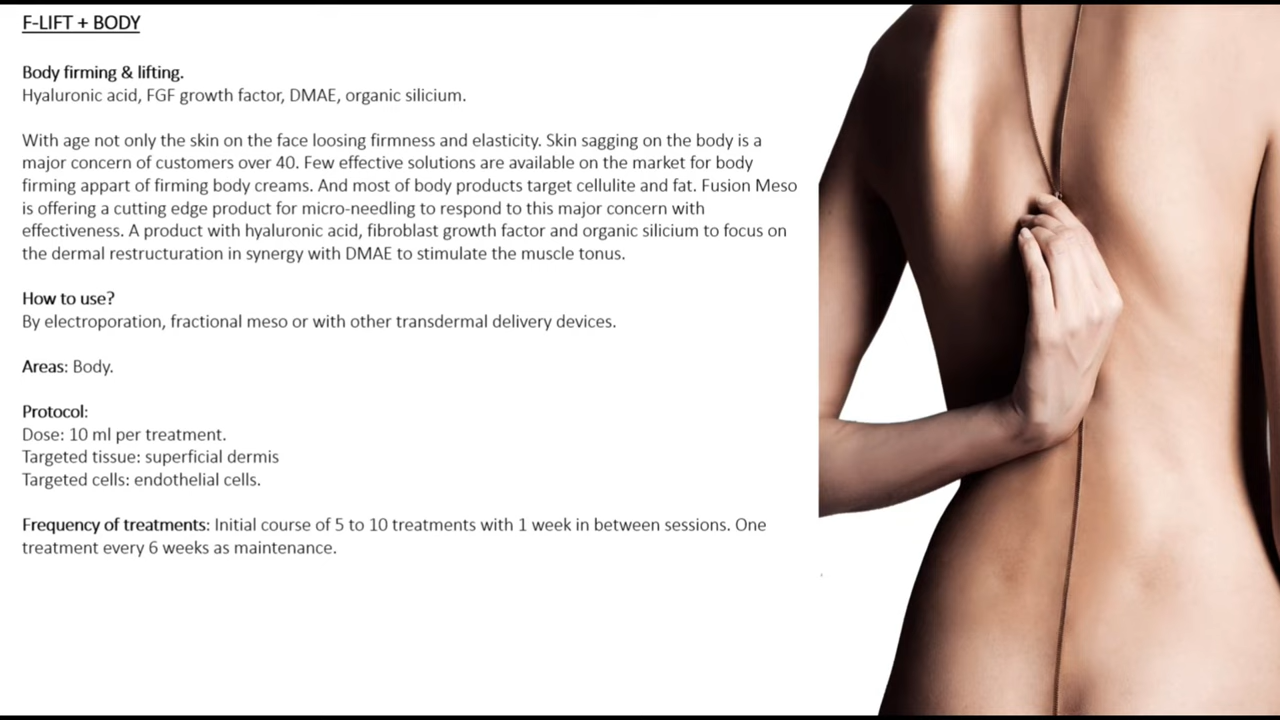 F-LIFT + BODY
Body firming & lifting.
Hyaluronic acid, FGF growth factor, DMAE, organic silicium.
With age not only the skin on the face loosing firmness and elasticity. Skin sagging on the body is a
major concern of customers over 40. Few effective solutions are available on the market for body
firming appart of firming body creams. And most of body products target cellulite and fat. Fusion Meso
is offering a cutting edge product for micro-needling to respond to this major concern with
effectiveness. A product with hyaluronic acid, fibroblast growth factor and organic silicium to focus on
the dermal restructuration in synergy with DMAE to stimulate the muscle tonus.
How to use?
By electroporation, fractional meso or with other transdermal delivery devices.
Areas: Body.
Protocol:
Dose: 10 ml per treatment.
Targeted tissue: superficial dermis
Targeted cells: endothelial cells.
Frequency of treatments: Initial course of 5 to 10 treatments with 1 week in between sessions. One
treatment every 6 weeks as maintenance.